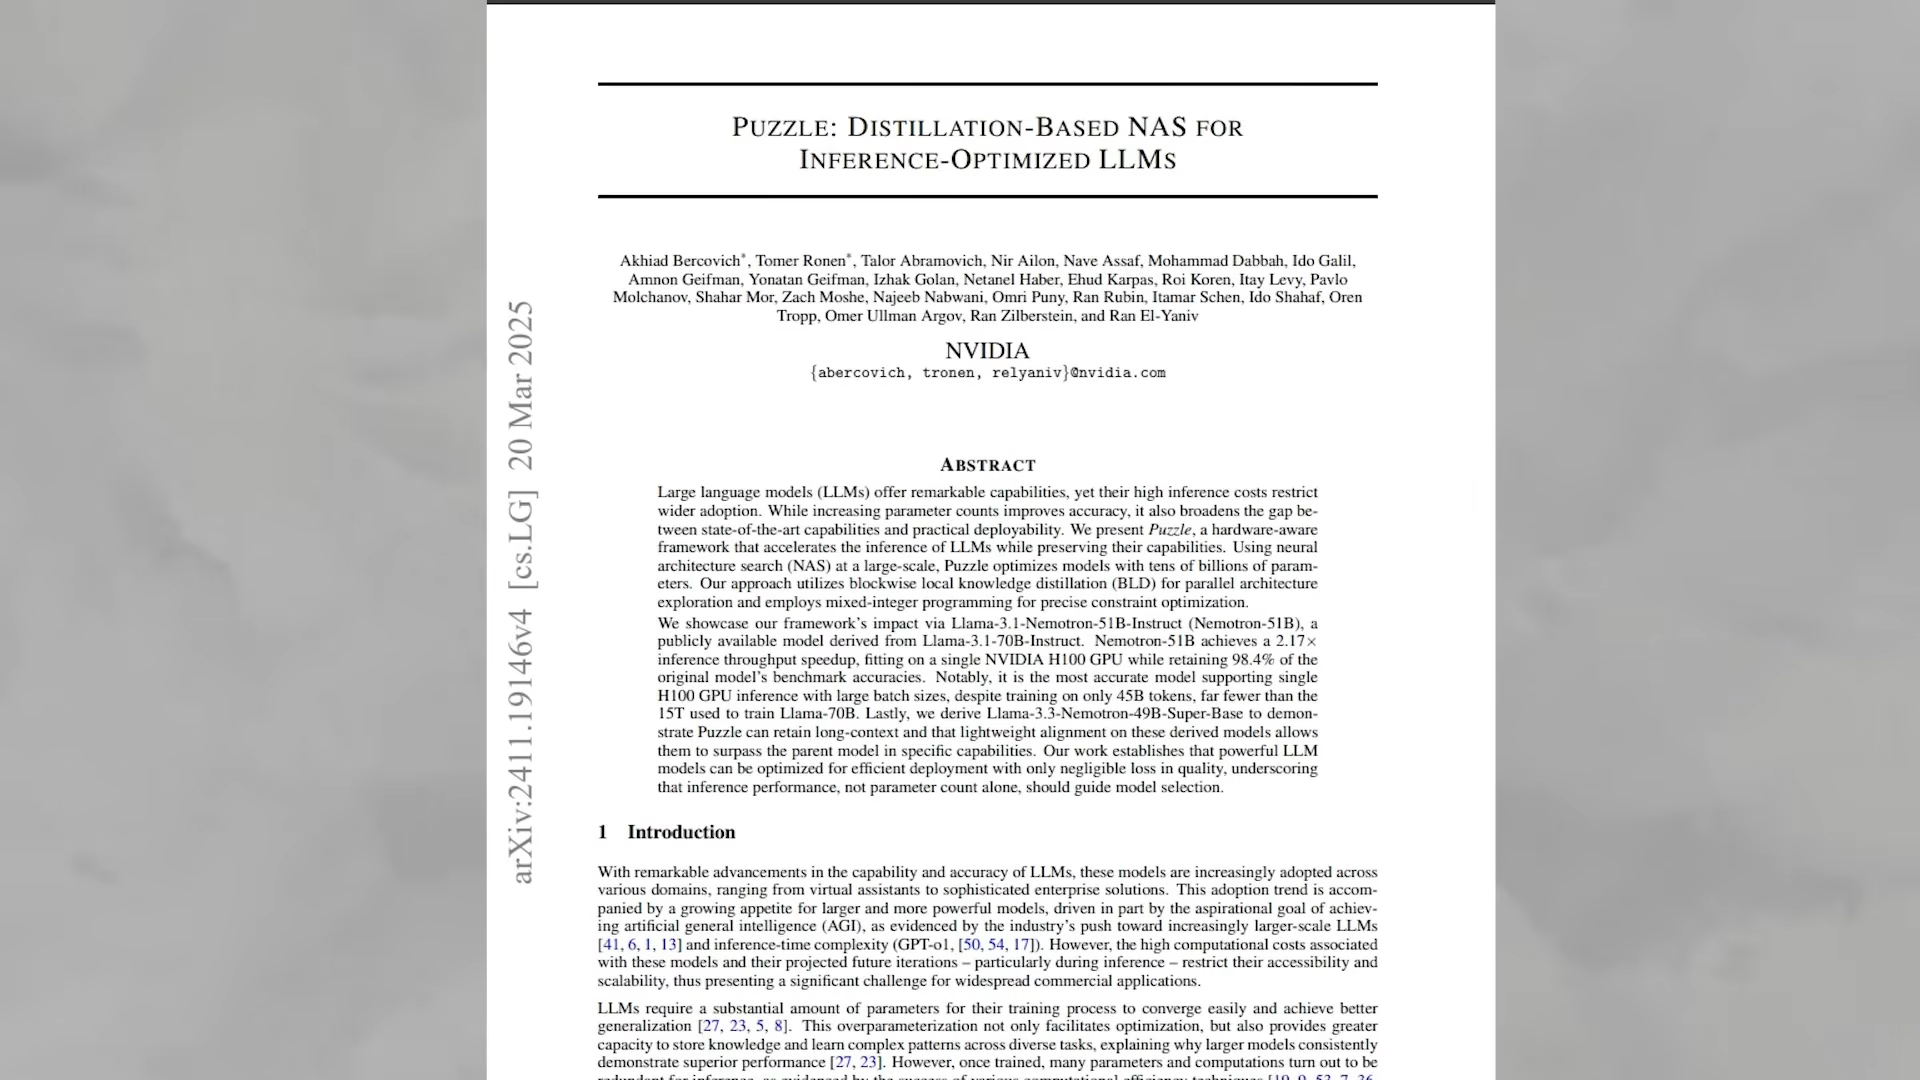 PUZZLE: DISTILLATION-BASED NAS FOR
INFERENCE-OPTIMIZED LLMS
Akhiad Bercovich*, Tomer Ronen*, Talor Abramovich, Nir Ailon, Nave Assaf, Mohammad Dabbah, Ido Galil,
Amnon Geifman, Yonatan Geifman, Izhak Golan, Netanel Haber, Ehud Karpas, Roi Koren, Itay Levy, Pavlo
Molchanov, Shahar Mor, Zach Moshe, Najeeb Nabwani, Omri Puny, Ran Rubin, Itamar Schen, Ido Shahaf, Oren
Tropp, Omer Ullman Argov, Ran Zilberstein, and Ran El-Yaniv
NVIDIA
{abercovich, tronen, relyaniv}@nvidia.com
arXiv:2411.19146v4 [cs.LG] 20 Mar 2025
ABSTRACT
Large language models (LLMs) offer remarkable capabilities, yet their high inference costs restrict
wider adoption. While increasing parameter counts improves accuracy, it also broadens the gap be-
tween state-of-the-art capabilities and practical deployability. We present Puzzle, a hardware-aware
framework that accelerates the inference of LLMs while preserving their capabilities. Using neural
architecture search (NAS) at a large-scale, Puzzle optimizes models with tens of billions of param-
eters. Our approach utilizes blockwise local knowledge distillation (BLD) for parallel architecture
exploration and employs mixed-integer programming for precise constraint optimization.
We showcase our framework's impact via Llama-3.1-Nemotron-51B-Instruct (Nemotron-51B), a
publicly available model derived from Llama-3.1-70B-Instruct. Nemotron-51B achieves a 2.17×
inference throughput speedup, fitting on a single NVIDIA H100 GPU while retaining 98.4% of the
original model's benchmark accuracies. Notably, it is the most accurate model supporting single
H100 GPU inference with large batch sizes, despite training on only 45B tokens, far fewer than the
15T used to train Llama-70B. Lastly, we derive Llama-3.3-Nemotron-49B-Super-Base to demon-
strate Puzzle can retain long-context and that lightweight alignment on these derived models allows
them to surpass the parent model in specific capabilities. Our work establishes that powerful LLM
models can be optimized for efficient deployment with only negligible loss in quality, underscoring
that inference performance, not parameter count alone, should guide model selection.
1 Introduction
With remarkable advancements in the capability and accuracy of LLMs, these models are increasingly adopted across
various domains, ranging from virtual assistants to sophisticated enterprise solutions. This adoption trend is accom-
panied by a growing appetite for larger and more powerful models, driven in part by the aspirational goal of achiev-
ing artificial general intelligence (AGI), as evidenced by the industry's push toward increasingly larger-scale LLMs
[41, 6, 1, 13] and inference-time complexity (GPT-o1, [50, 54, 17]). However, the high computational costs associated
with these models and their projected future iterations – particularly during inference – restrict their accessibility and
scalability, thus presenting a significant challenge for widespread commercial applications.
LLMs require a substantial amount of parameters for their training process to converge easily and achieve better
generalization [27, 23, 5, 8]. This overparameterization not only facilitates optimization, but also provides greater
capacity to store knowledge and learn complex patterns across diverse tasks, explaining why larger models consistently
demonstrate superior performance [27, 23]. However, once trained, many parameters and computations turn out to be